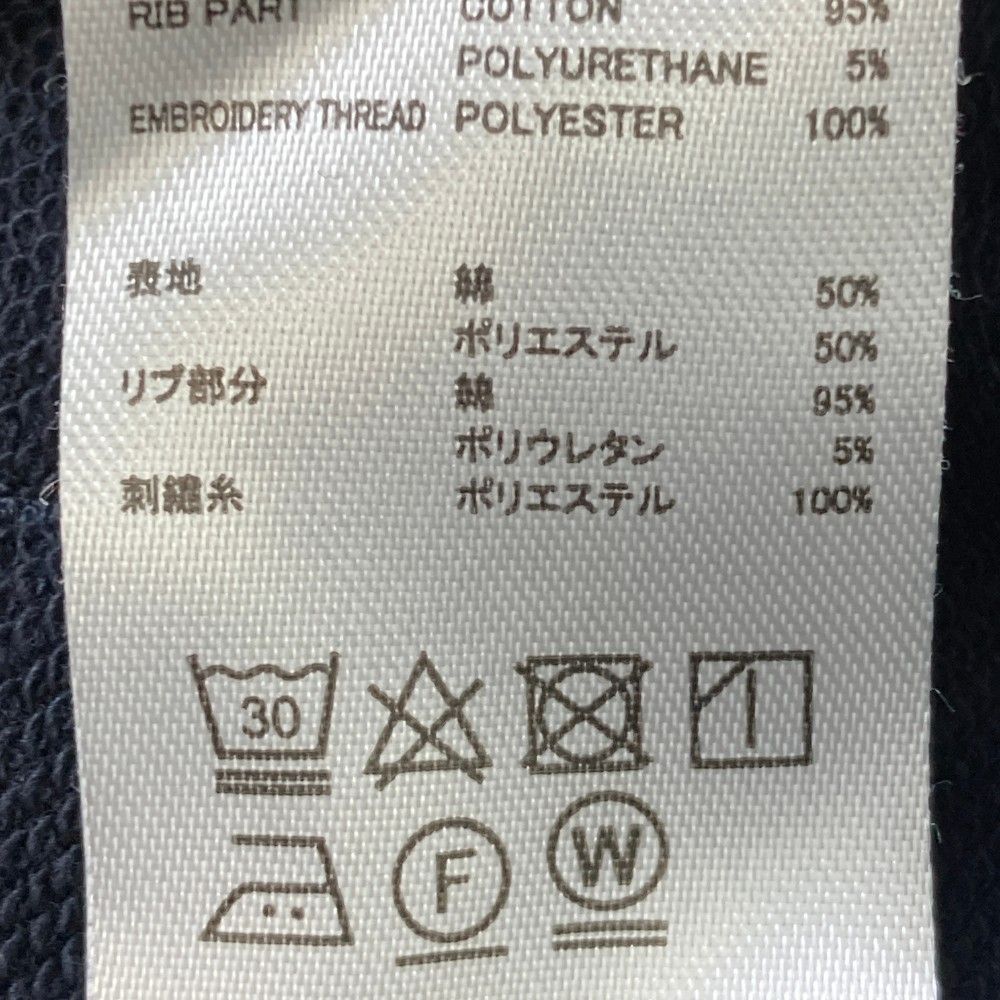 RIB PART COTTON 95%
POLYURETHANE 5%
EMBROIDERY THREAD POLYESTER 100%
表地 綿 50%
ポリエステル 50%
リブ部分 綿 95%
ポリウレタン 5%
刺繍糸 ポリエステル 100%
30
F
W